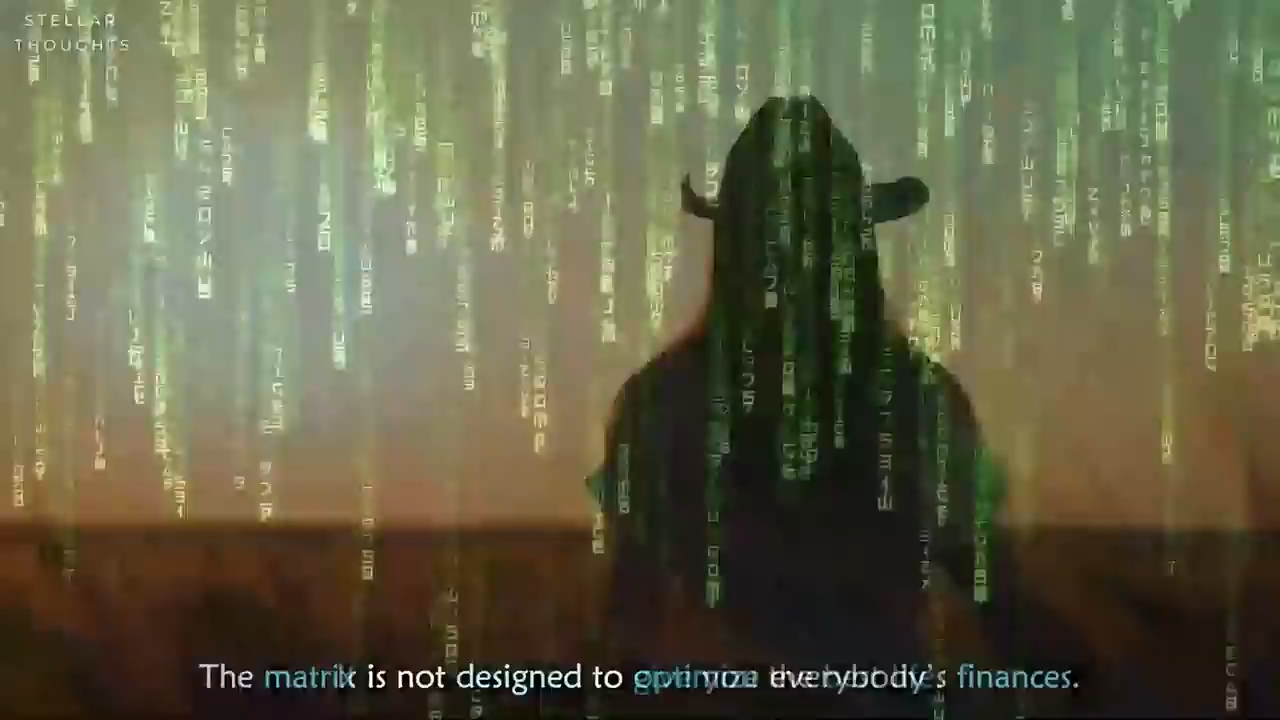 STELLAR
THOUGHTS
The matrix is not designed to optimize everybody's finances.